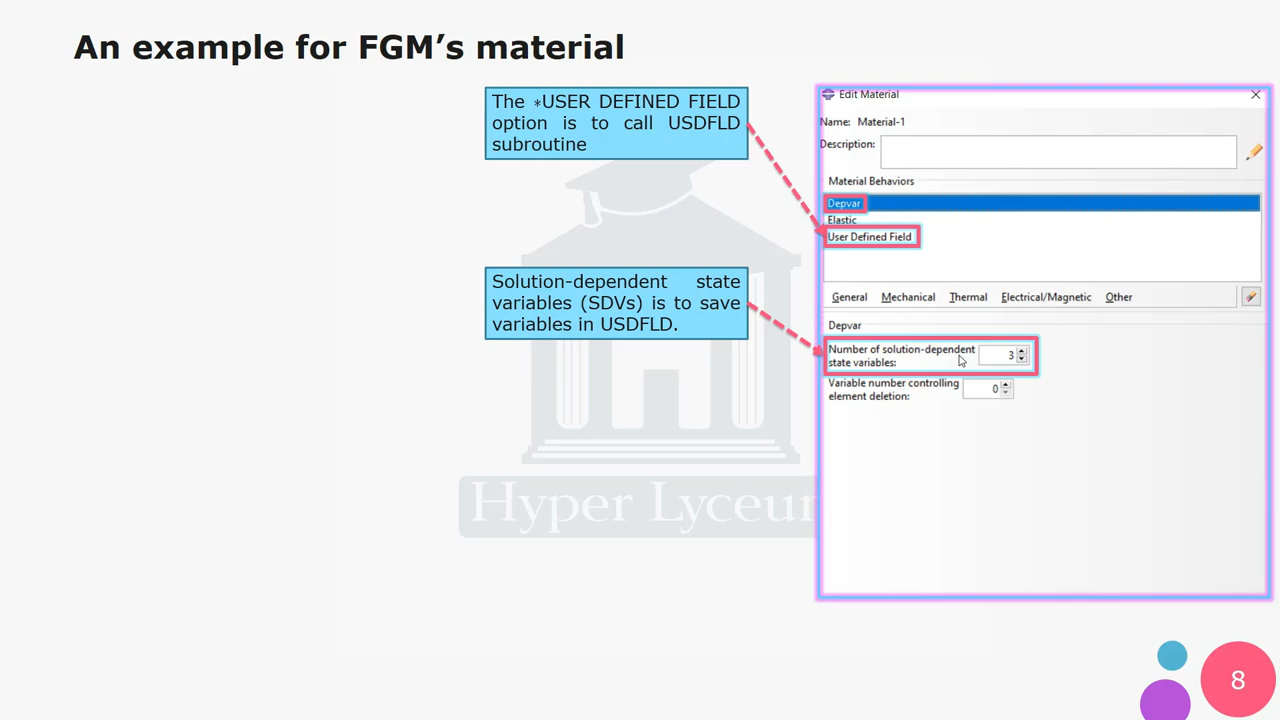 An example for FGM’s material
The *USER DEFINED FIELD
option is to call USDFLD
subroutine
Solution-dependent state
variables (SDVs) is to save
variables in USDFLD.
Edit Material
Name: Material-1
Description:
Material Behaviors
Depvar
Elastic
User Defined Field
General Mechanical Thermal Electrical/Magnetic Other
Depvar
Number of solution-dependent
state variables: 3
Variable number controlling
element deletion: 0
Hyper Lyceum
8